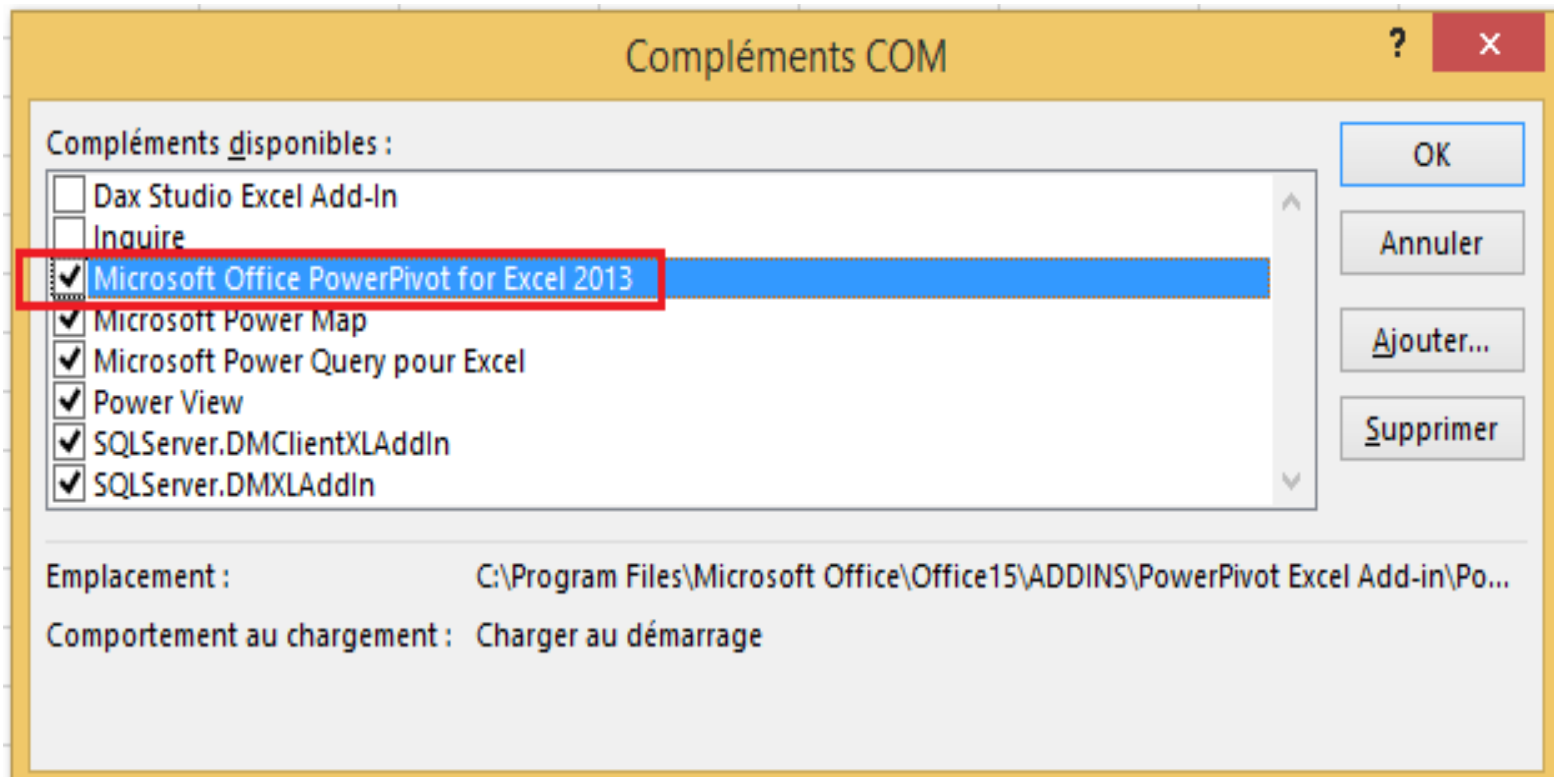 Compléments COM
?
Compléments disponibles :
Dax Studio Excel Add-In
Inquire
Microsoft Office PowerPivot for Excel 2013
Microsoft Power Map
Microsoft Power Query pour Excel
Power View
SQLServer.DMClientXLAddIn
SQLServer.DMXLAddIn
OK
Annuler
Ajouter...
Supprimer
Emplacement : C:\Program Files\Microsoft Office\Office15\ADDINS\PowerPivot Excel Add-in\Po...
Comportement au chargement : Charger au démarrage